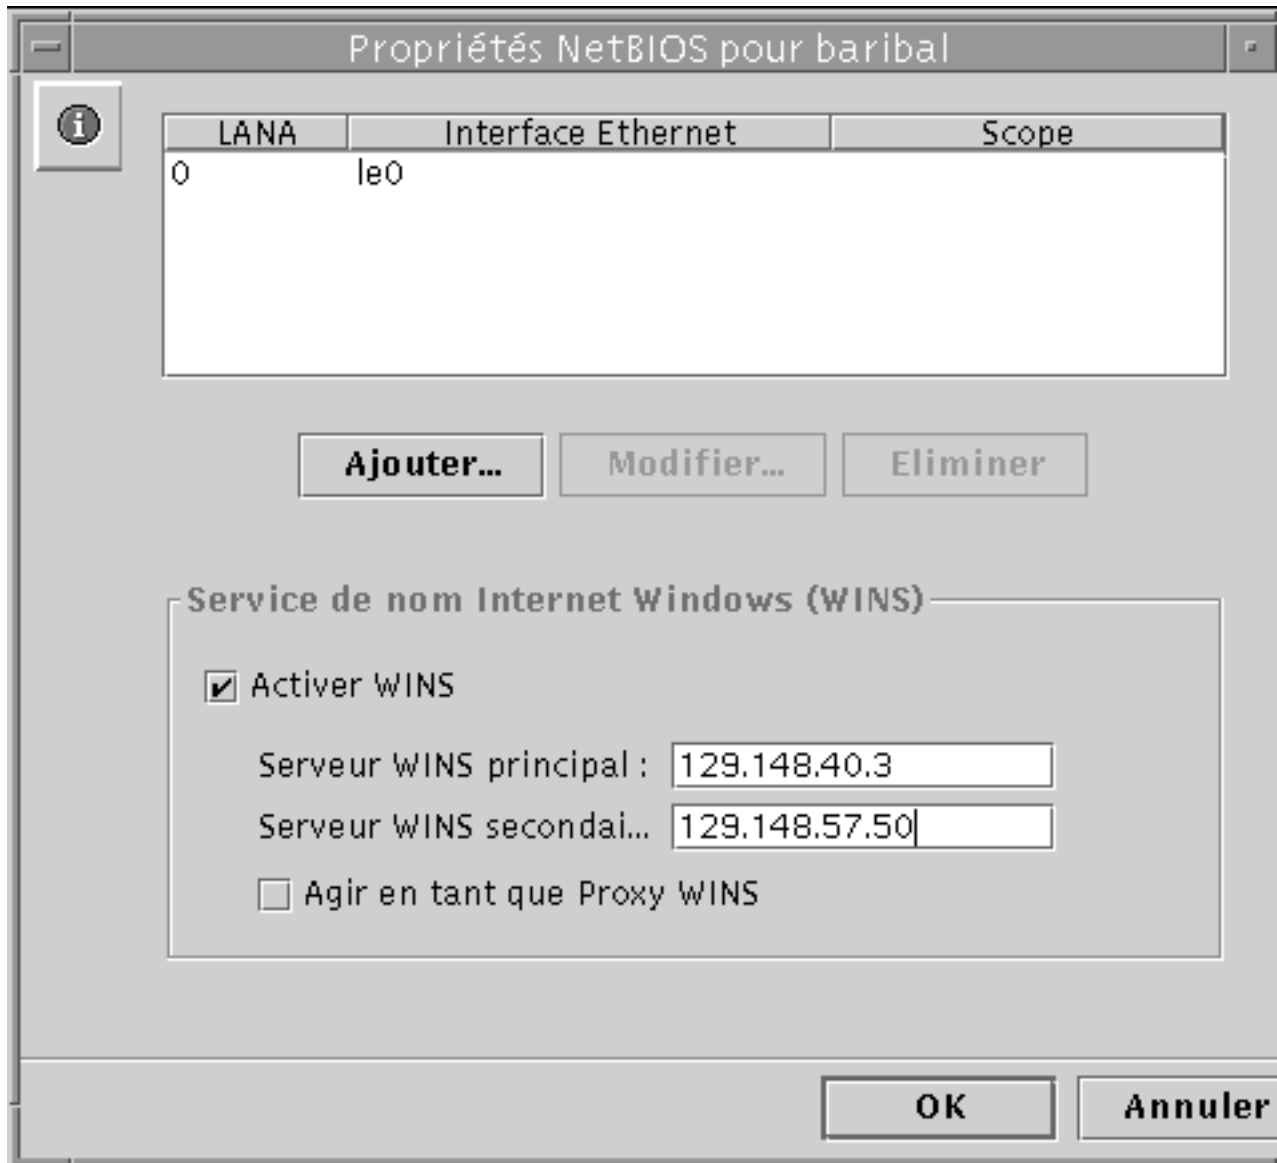 Propriétés NetBIOS pour baribal
LANA Interface Ethernet Scope
0 le0
Ajouter... Modifier... Eliminer
Service de nom Internet Windows (WINS)
Activer WINS
Serveur WINS principal : 129.148.40.3
Serveur WINS secondai... 129.148.57.50
Agir en tant que Proxy WINS
OK Annuler